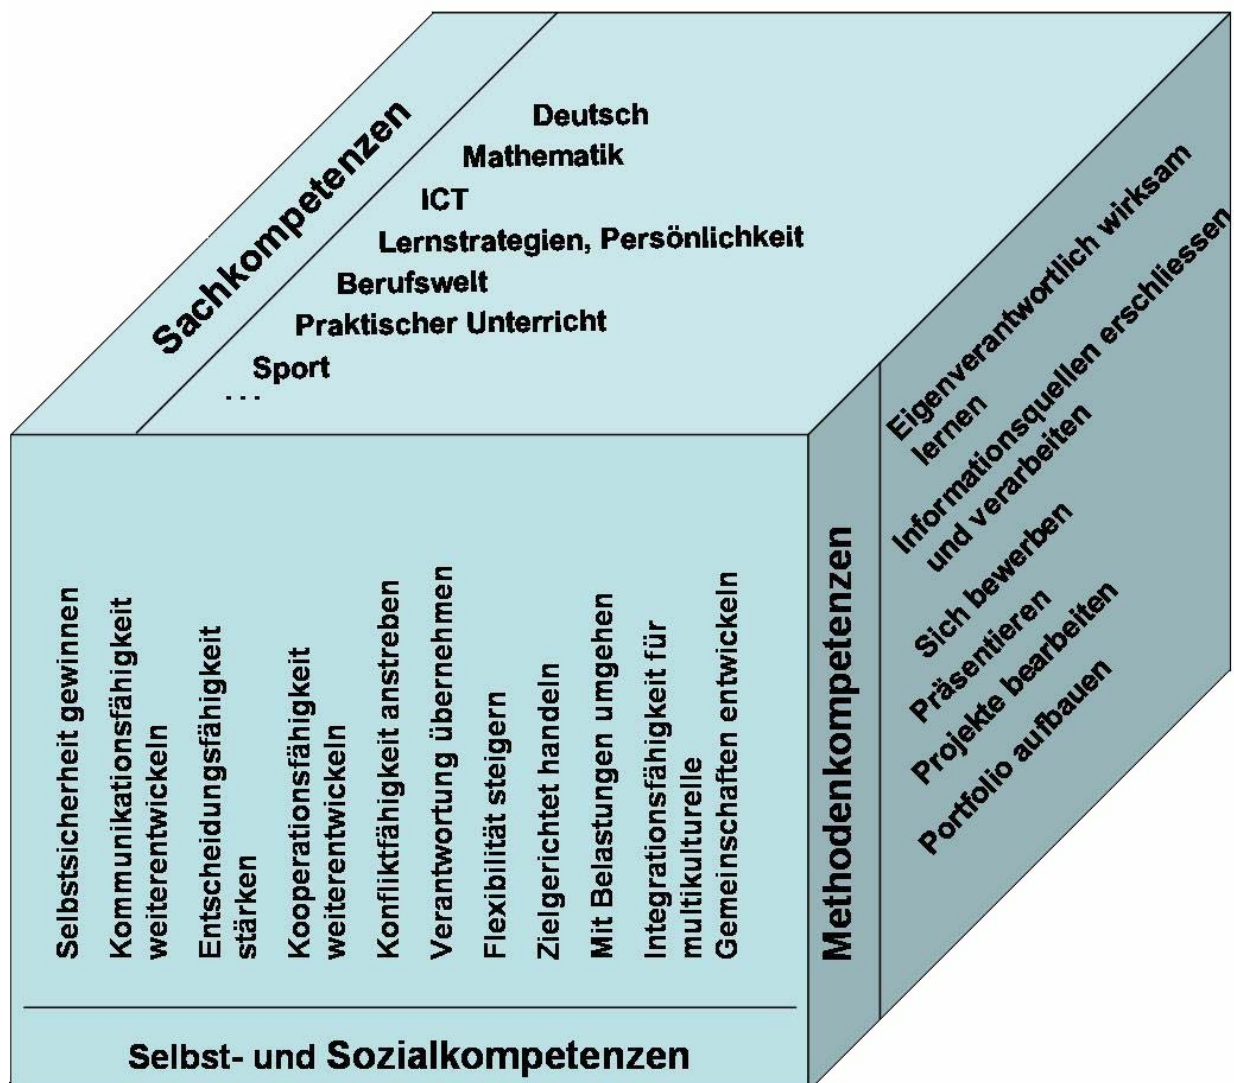 Sachkompetenzen
Deutsch
Mathematik
ICT
Lernstrategien, Persönlichkeit
Berufswelt
Praktischer Unterricht
Sport
...
Selbstsicherheit gewinnen
Kommunikationsfähigkeit
weiterentwickeln
Entscheidungsfähigkeit
stärken
Kooperationsfähigkeit
weiterentwickeln
Konfliktfähigkeit anstreben
Verantwortung übernehmen
Flexibilität steigern
Zielgerichtet handeln
Mit Belastungen umgehen
Integrationsfähigkeit für
multikulturelle
Gemeinschaften entwickeln
Selbst- und Sozialkompetenzen
Methodenkompetenzen
Eigenverantwortlich wirksam
lernen
Informationsquellen erschliessen
und verarbeiten
Sich bewerben
Präsentieren
Projekte bearbeiten
Portfolio aufbauen